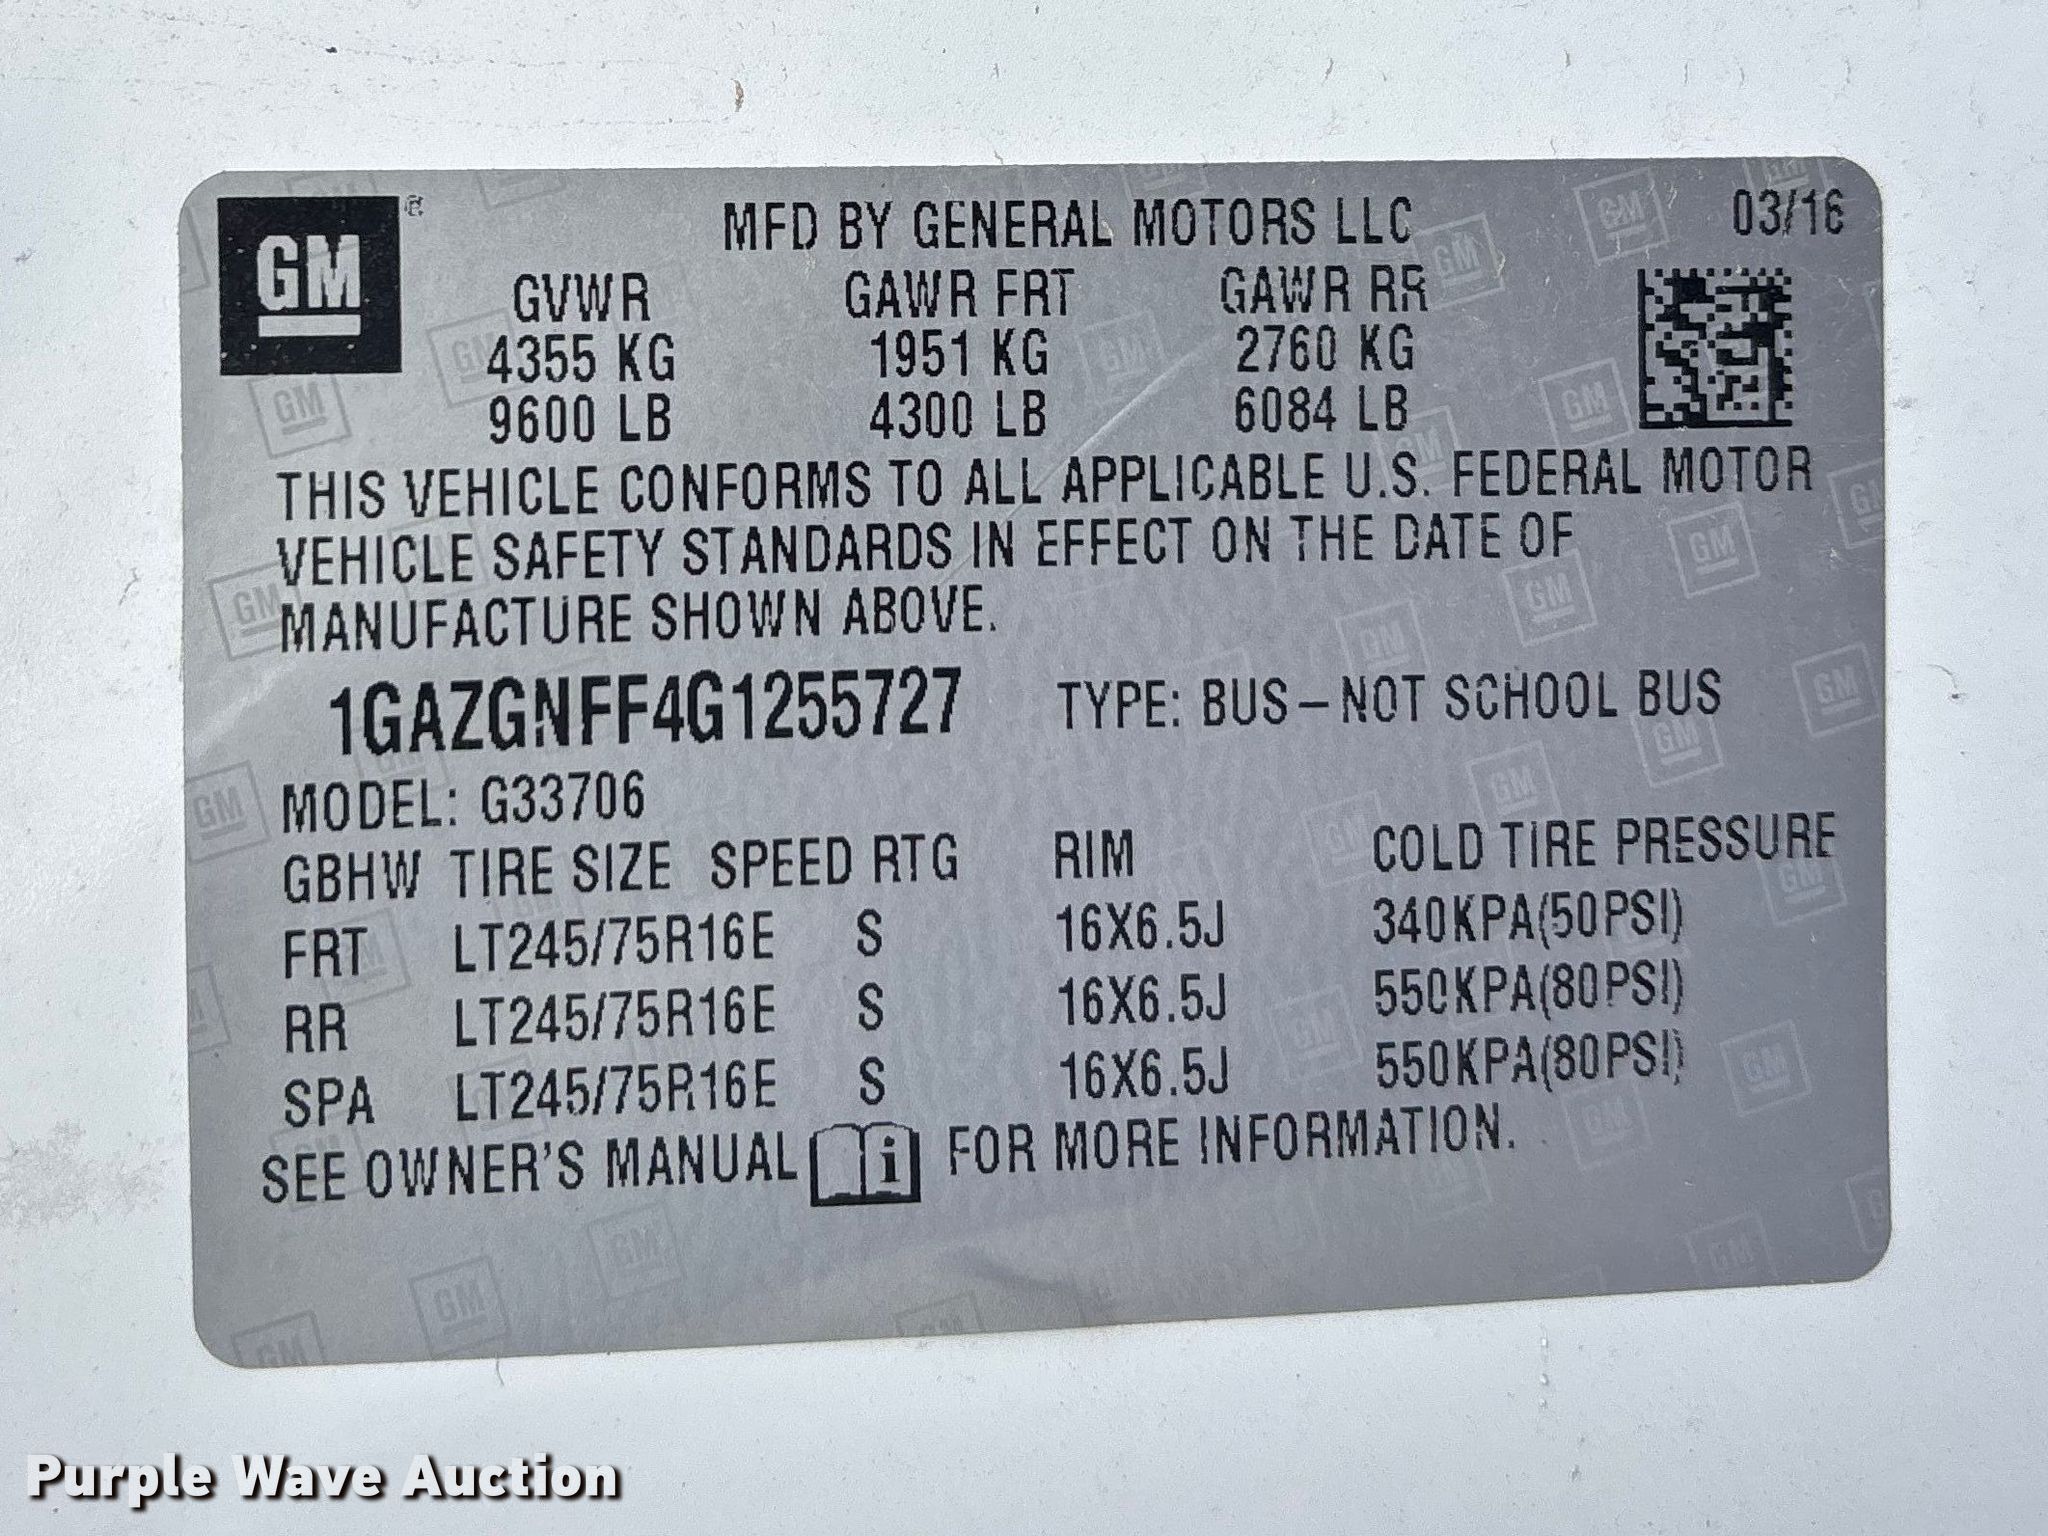 GM
MFD BY GENERAL MOTORS LLC 03/16
GVWR GAWR FRT GAWR RR
4355 KG 1951 KG 2760 KG
9600 LB 4300 LB 6084 LB
THIS VEHICLE CONFORMS TO ALL APPLICABLE U.S. FEDERAL MOTOR
VEHICLE SAFETY STANDARDS IN EFFECT ON THE DATE OF
MANUFACTURE SHOWN ABOVE.
1GAZGNFF4G1255727 TYPE: BUS–NOT SCHOOL BUS
MODEL: G33706
GBHW TIRE SIZE SPEED RTG RIM COLD TIRE PRESSURE
FRT LT245/75R16E S 16X6.5J 340KPA(50PSI)
RR LT245/75R16E S 16X6.5J 550KPA(80PSI)
SPA LT245/75R16E S 16X6.5J 550KPA(80PSI)
SEE OWNER'S MANUAL i FOR MORE INFORMATION.
Purple Wave Auction